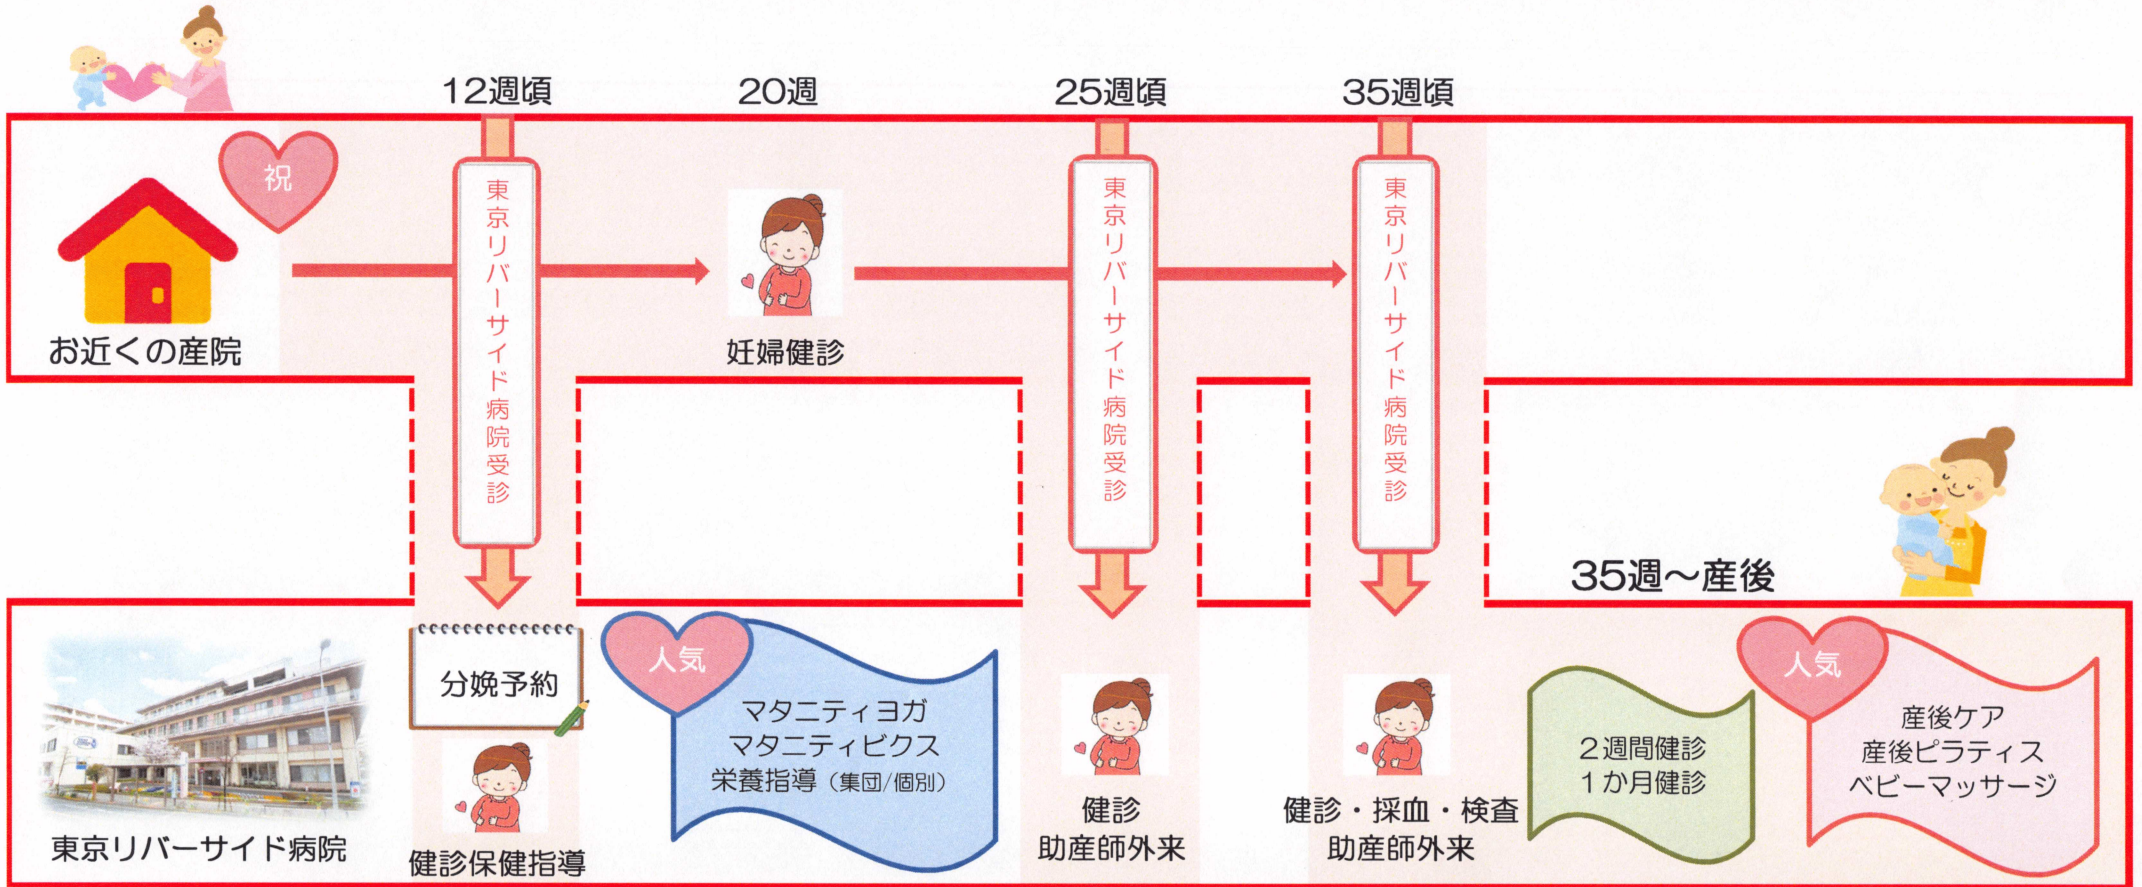 12週頃
20週
25週頃
35週頃
祝
お近くの産院
東京リバーサイド病院受診
妊婦健診
東京リバーサイド病院受診
東京リバーサイド病院受診
35週～産後
東京リバーサイド病院
分娩予約
健診保健指導
人気
マタニティヨガ
マタニティビクス
栄養指導（集団/個別）
健診
助産師外来
健診・採血・検査
助産師外来
２週間健診
１か月健診
人気
産後ケア
産後ピラティス
ベビーマッサージ